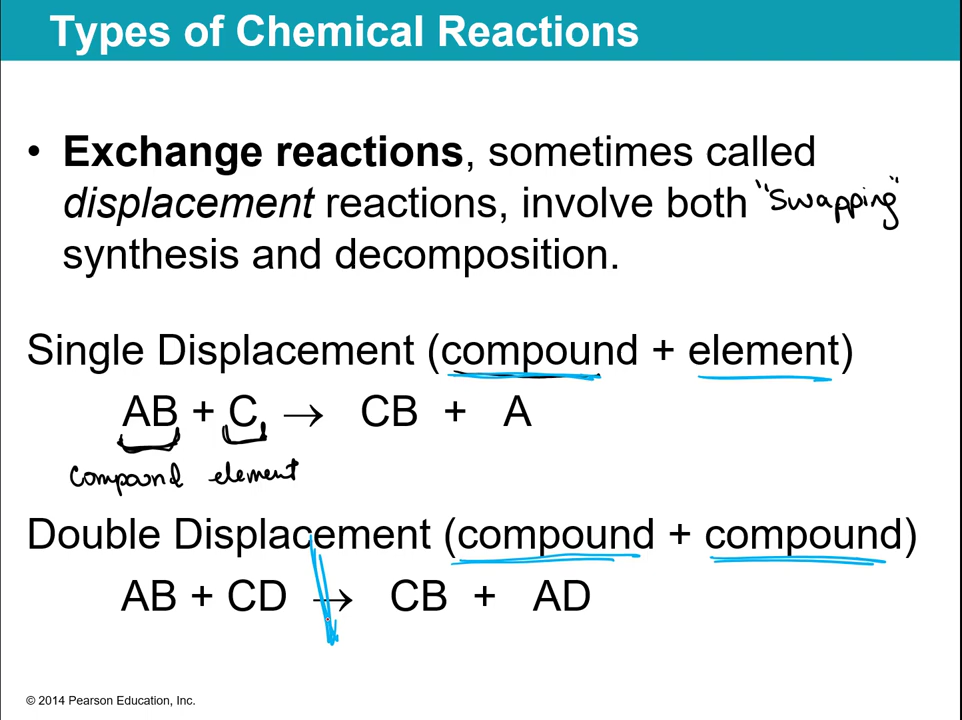 Types of Chemical Reactions
• Exchange reactions, sometimes called
displacement reactions, involve both "swapping"
synthesis and decomposition.
Single Displacement (compound + element)
AB + C → CB + A
compound element
Double Displacement (compound + compound)
AB + CD → CB + AD
© 2014 Pearson Education, Inc.